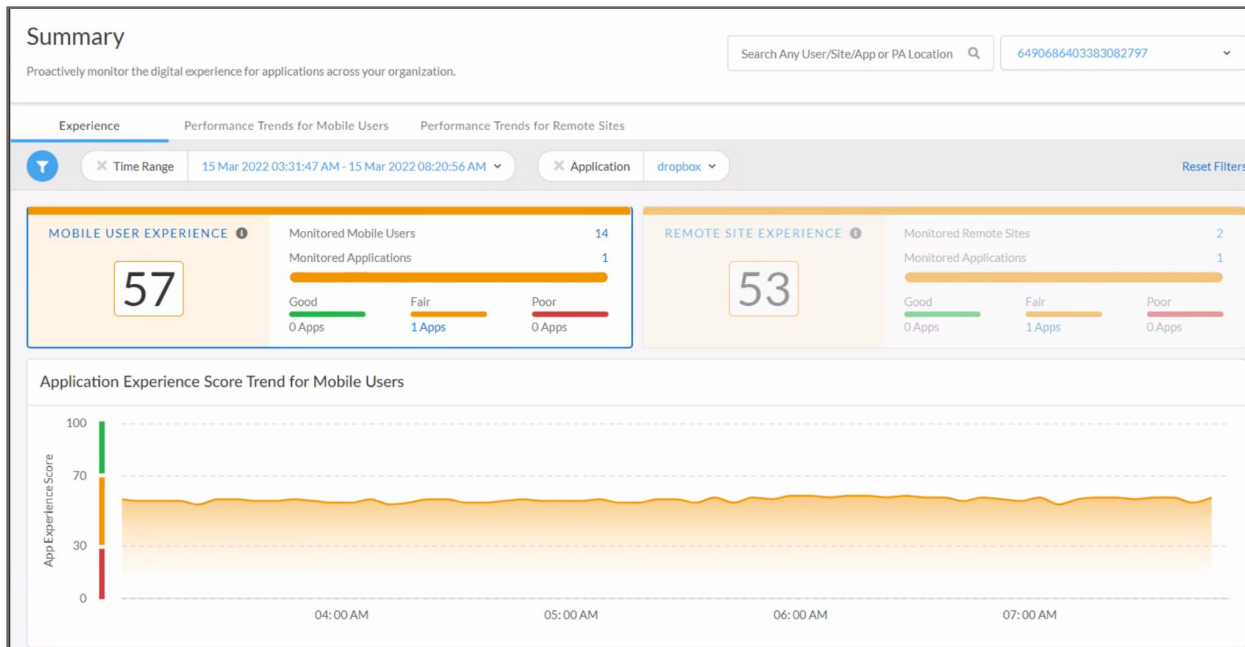 Summary
Proactively monitor the digital experience for applications across your organization.
Search Any User/Site/App or PA Location
6490686403383082797
Experience
Performance Trends for Mobile Users
Performance Trends for Remote Sites
Time Range
15 Mar 2022 03:31:47 AM - 15 Mar 2022 08:20:56 AM
Application
dropbox
Reset Filters
MOBILE USER EXPERIENCE
57
Monitored Mobile Users 14
Monitored Applications 1
Good Fair Poor
0 Apps 1 Apps 0 Apps
REMOTE SITE EXPERIENCE
53
Monitored Remote Sites 2
Monitored Applications 1
Good Fair Poor
0 Apps 1 Apps 0 Apps
Application Experience Score Trend for Mobile Users
App Experience Score
100
70
30
0
04:00 AM 05:00 AM 06:00 AM 07:00 AM